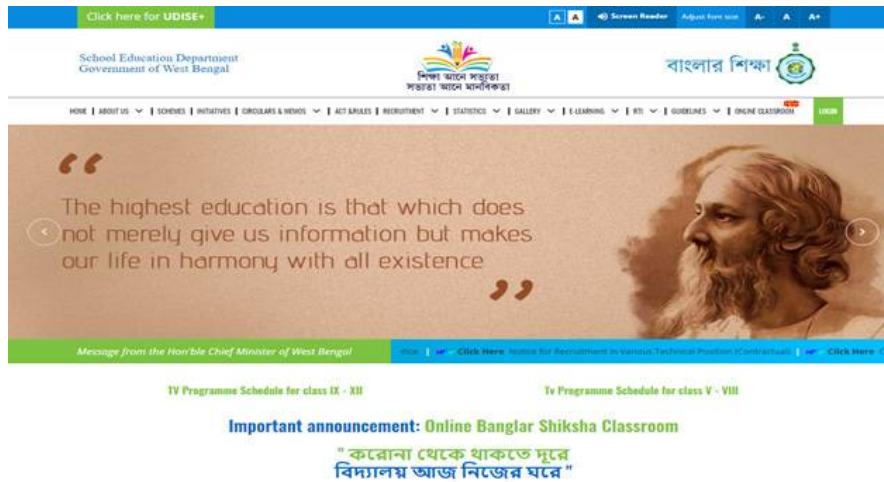 Click here for UDISE+
A A Screen Reader Adjust font size A- A A+
School Education Department
Government of West Bengal
শিক্ষা আনে সভ্যতা
সভ্যতা আনে মানবিকতা
বাংলার শিক্ষা
HOME | ABOUT US | SCHEMES | INITIATIVES | CIRCULARS & MEMOS | ACT &RULES | RECRUITMENT | STATISTICS | GALLERY | E-LEARNING | RTI | GUIDELINES | ONLINE CLASSROOM LOGIN
“
The highest education is that which does
not merely give us information but makes
our life in harmony with all existence
”
Message from the Hon'ble Chief Minister of West Bengal
| Click Here Notice for Recruitment in Various Technical Position (Contractual) | Click Here
TV Programme Schedule for class IX - XII
Tv Programme Schedule for class V - VIII
Important announcement: Online Banglar Shiksha Classroom
" করোনা থেকে থাকতে দূরে
বিদ্যালয় আজ নিজের ঘরে "